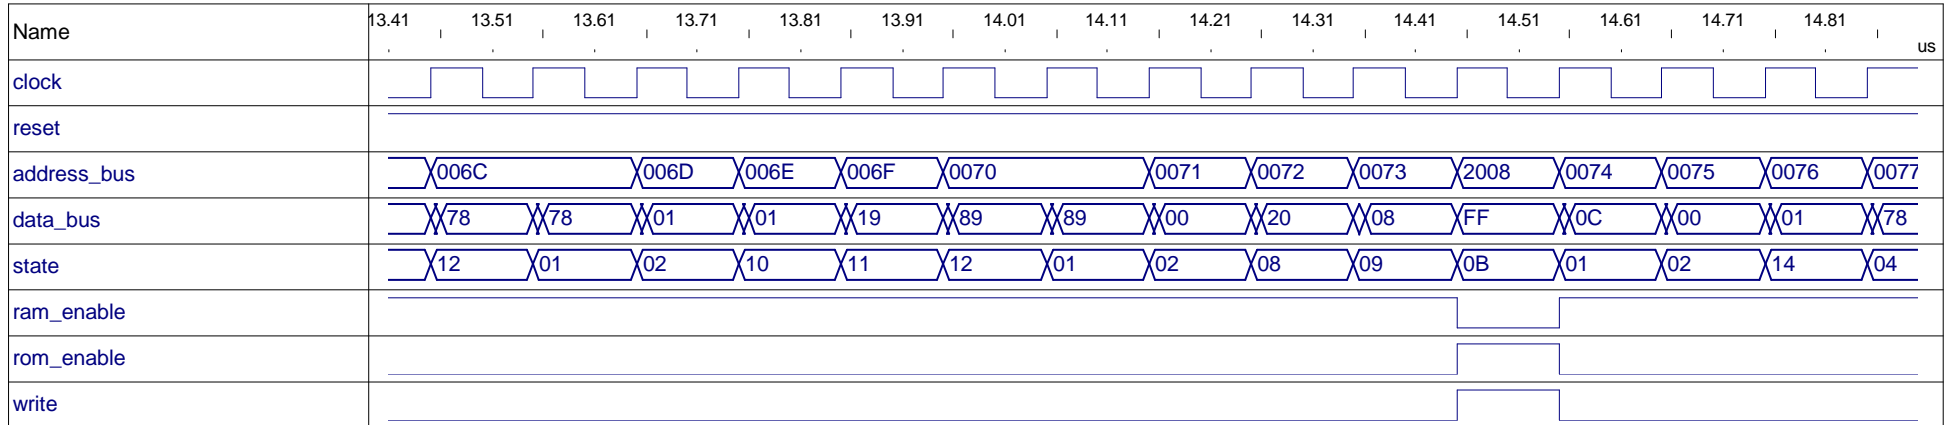 Name 13.41 13.51 13.61 13.71 13.81 13.91 14.01 14.11 14.21 14.31 14.41 14.51 14.61 14.71 14.81
us
clock
reset
address_bus 006C 006D 006E 006F 0070 0071 0072 0073 2008 0074 0075 0076 0077
data_bus 78 78 01 01 19 89 89 00 20 08 FF 0C 00 01 78
state 12 01 02 10 11 12 01 02 08 09 0B 01 02 14 04
ram_enable
rom_enable
write